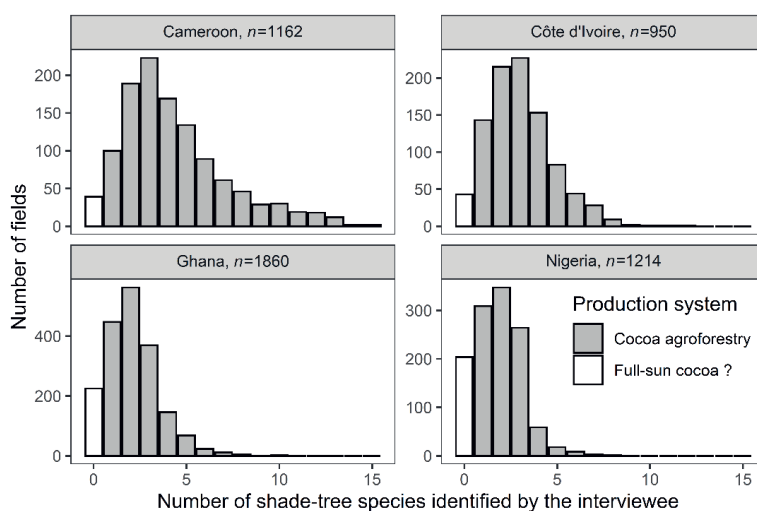 Cameroon, n=1162
Côte d'Ivoire, n=950
200
150
100
50
0
200
150
100
50
0
Number of fields
Ghana, n=1860
Nigeria, n=1214
400
200
0
300
200
100
0
Production system
Cocoa agroforestry
Full-sun cocoa ?
0 5 10 15
0 5 10 15
Number of shade-tree species identified by the interviewee